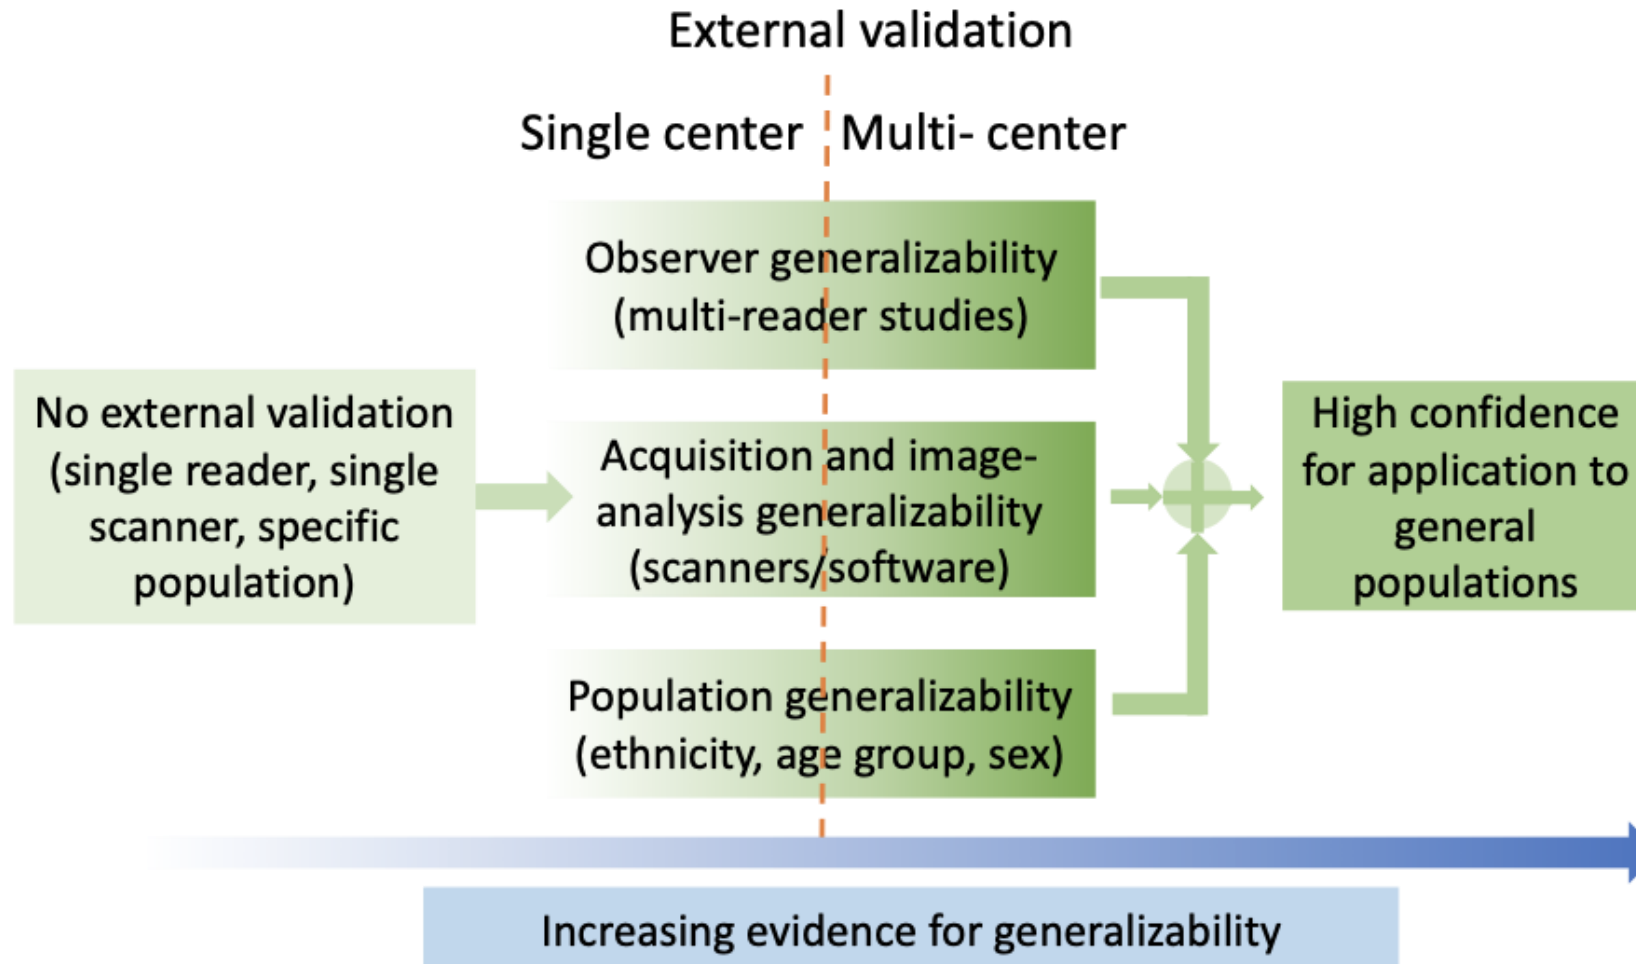 External validation
Single center
Multi- center
Observer generalizability
(multi-reader studies)
No external validation
(single reader, single
scanner, specific
population)
Acquisition and image-
analysis generalizability
(scanners/software)
Population generalizability
(ethnicity, age group, sex)
High confidence
for application to
general
populations
Increasing evidence for generalizability